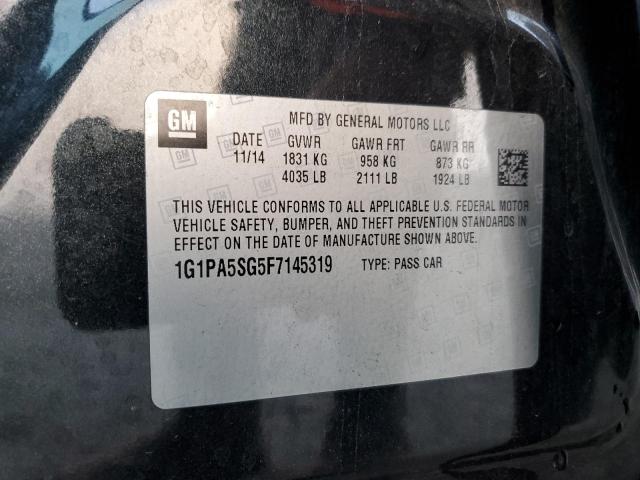 GM
MFD BY GENERAL MOTORS LLC
DATE GVWR GAWR FRT GAWR RR
11/14 1831 KG 958 KG 873 KG
4035 LB 2111 LB 1924 LB
THIS VEHICLE CONFORMS TO ALL APPLICABLE U.S. FEDERAL MOTOR
VEHICLE SAFETY, BUMPER, AND THEFT PREVENTION STANDARDS IN
EFFECT ON THE DATE OF MANUFACTURE SHOWN ABOVE.
1G1PA5SG5F7145319 TYPE: PASS CAR